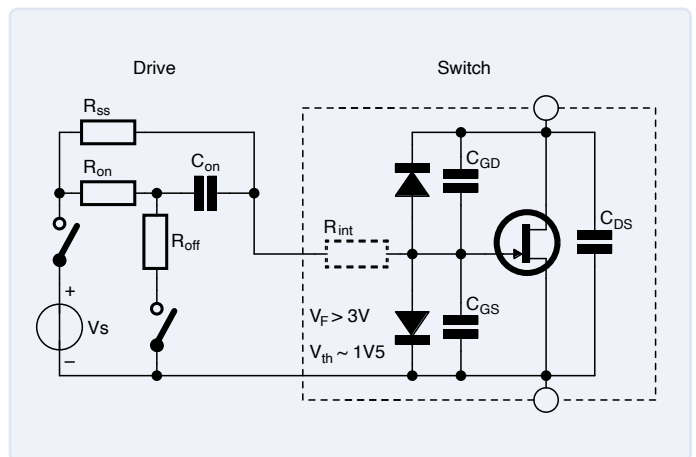 Drive
Switch
Rss
Ron
Con
Roff
+
Vs
–
Rint
VF > 3V
Vth ~ 1V5
CGD
CGS
CDS